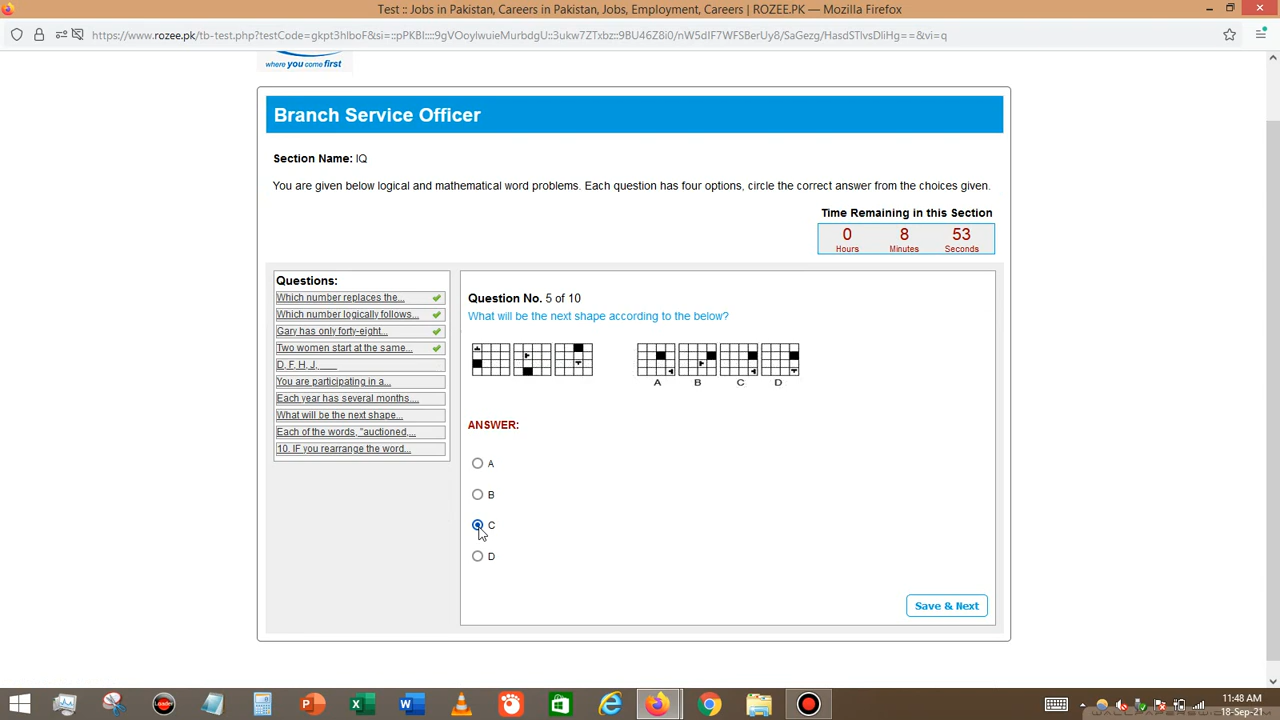 Test :: Jobs in Pakistan, Careers in Pakistan, Jobs, Employment, Careers | ROZEE.PK — Mozilla Firefox
where you come first
Branch Service Officer
Section Name: IQ
You are given below logical and mathematical word problems. Each question has four options, circle the correct answer from the choices given.
Time Remaining in this Section
0 8 53
Hours Minutes Seconds
Questions:
Which number replaces the...
Which number logically follows...
Gary has only forty-eight...
Two women start at the same...
D, F, H, J, ___
You are participating in a...
Each year has several months....
What will be the next shape...
Each of the words, "auctioned,...
10. IF you rearrange the word...
Question No. 5 of 10
What will be the next shape according to the below?
A B C D
ANSWER:
A
B
C
D
Save & Next
11:48 AM
18-Sep-21